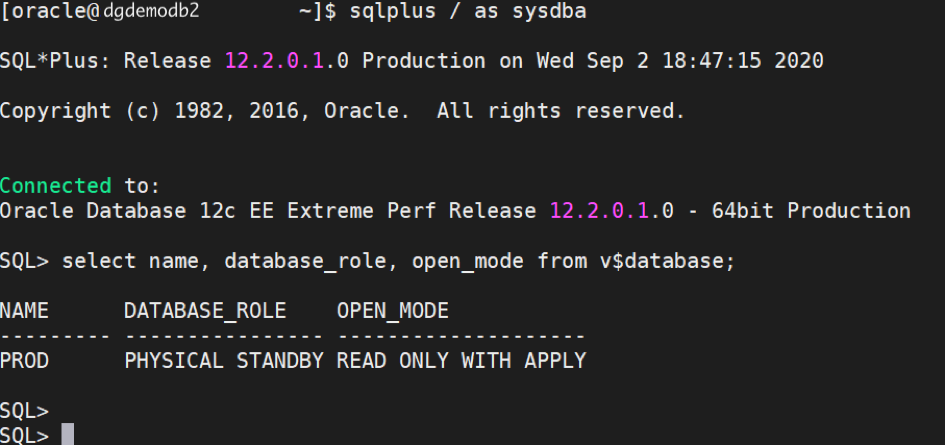 [oracle@dgdemodb2 ~]$ sqlplus / as sysdba
SQL*Plus: Release 12.2.0.1.0 Production on Wed Sep 2 18:47:15 2020
Copyright (c) 1982, 2016, Oracle.  All rights reserved.
Connected to:
Oracle Database 12c EE Extreme Perf Release 12.2.0.1.0 - 64bit Production
SQL> select name, database_role, open_mode from v$database;
NAME      DATABASE_ROLE    OPEN_MODE
--------- ---------------- --------------------
PROD      PHYSICAL STANDBY READ ONLY WITH APPLY
SQL>
SQL>